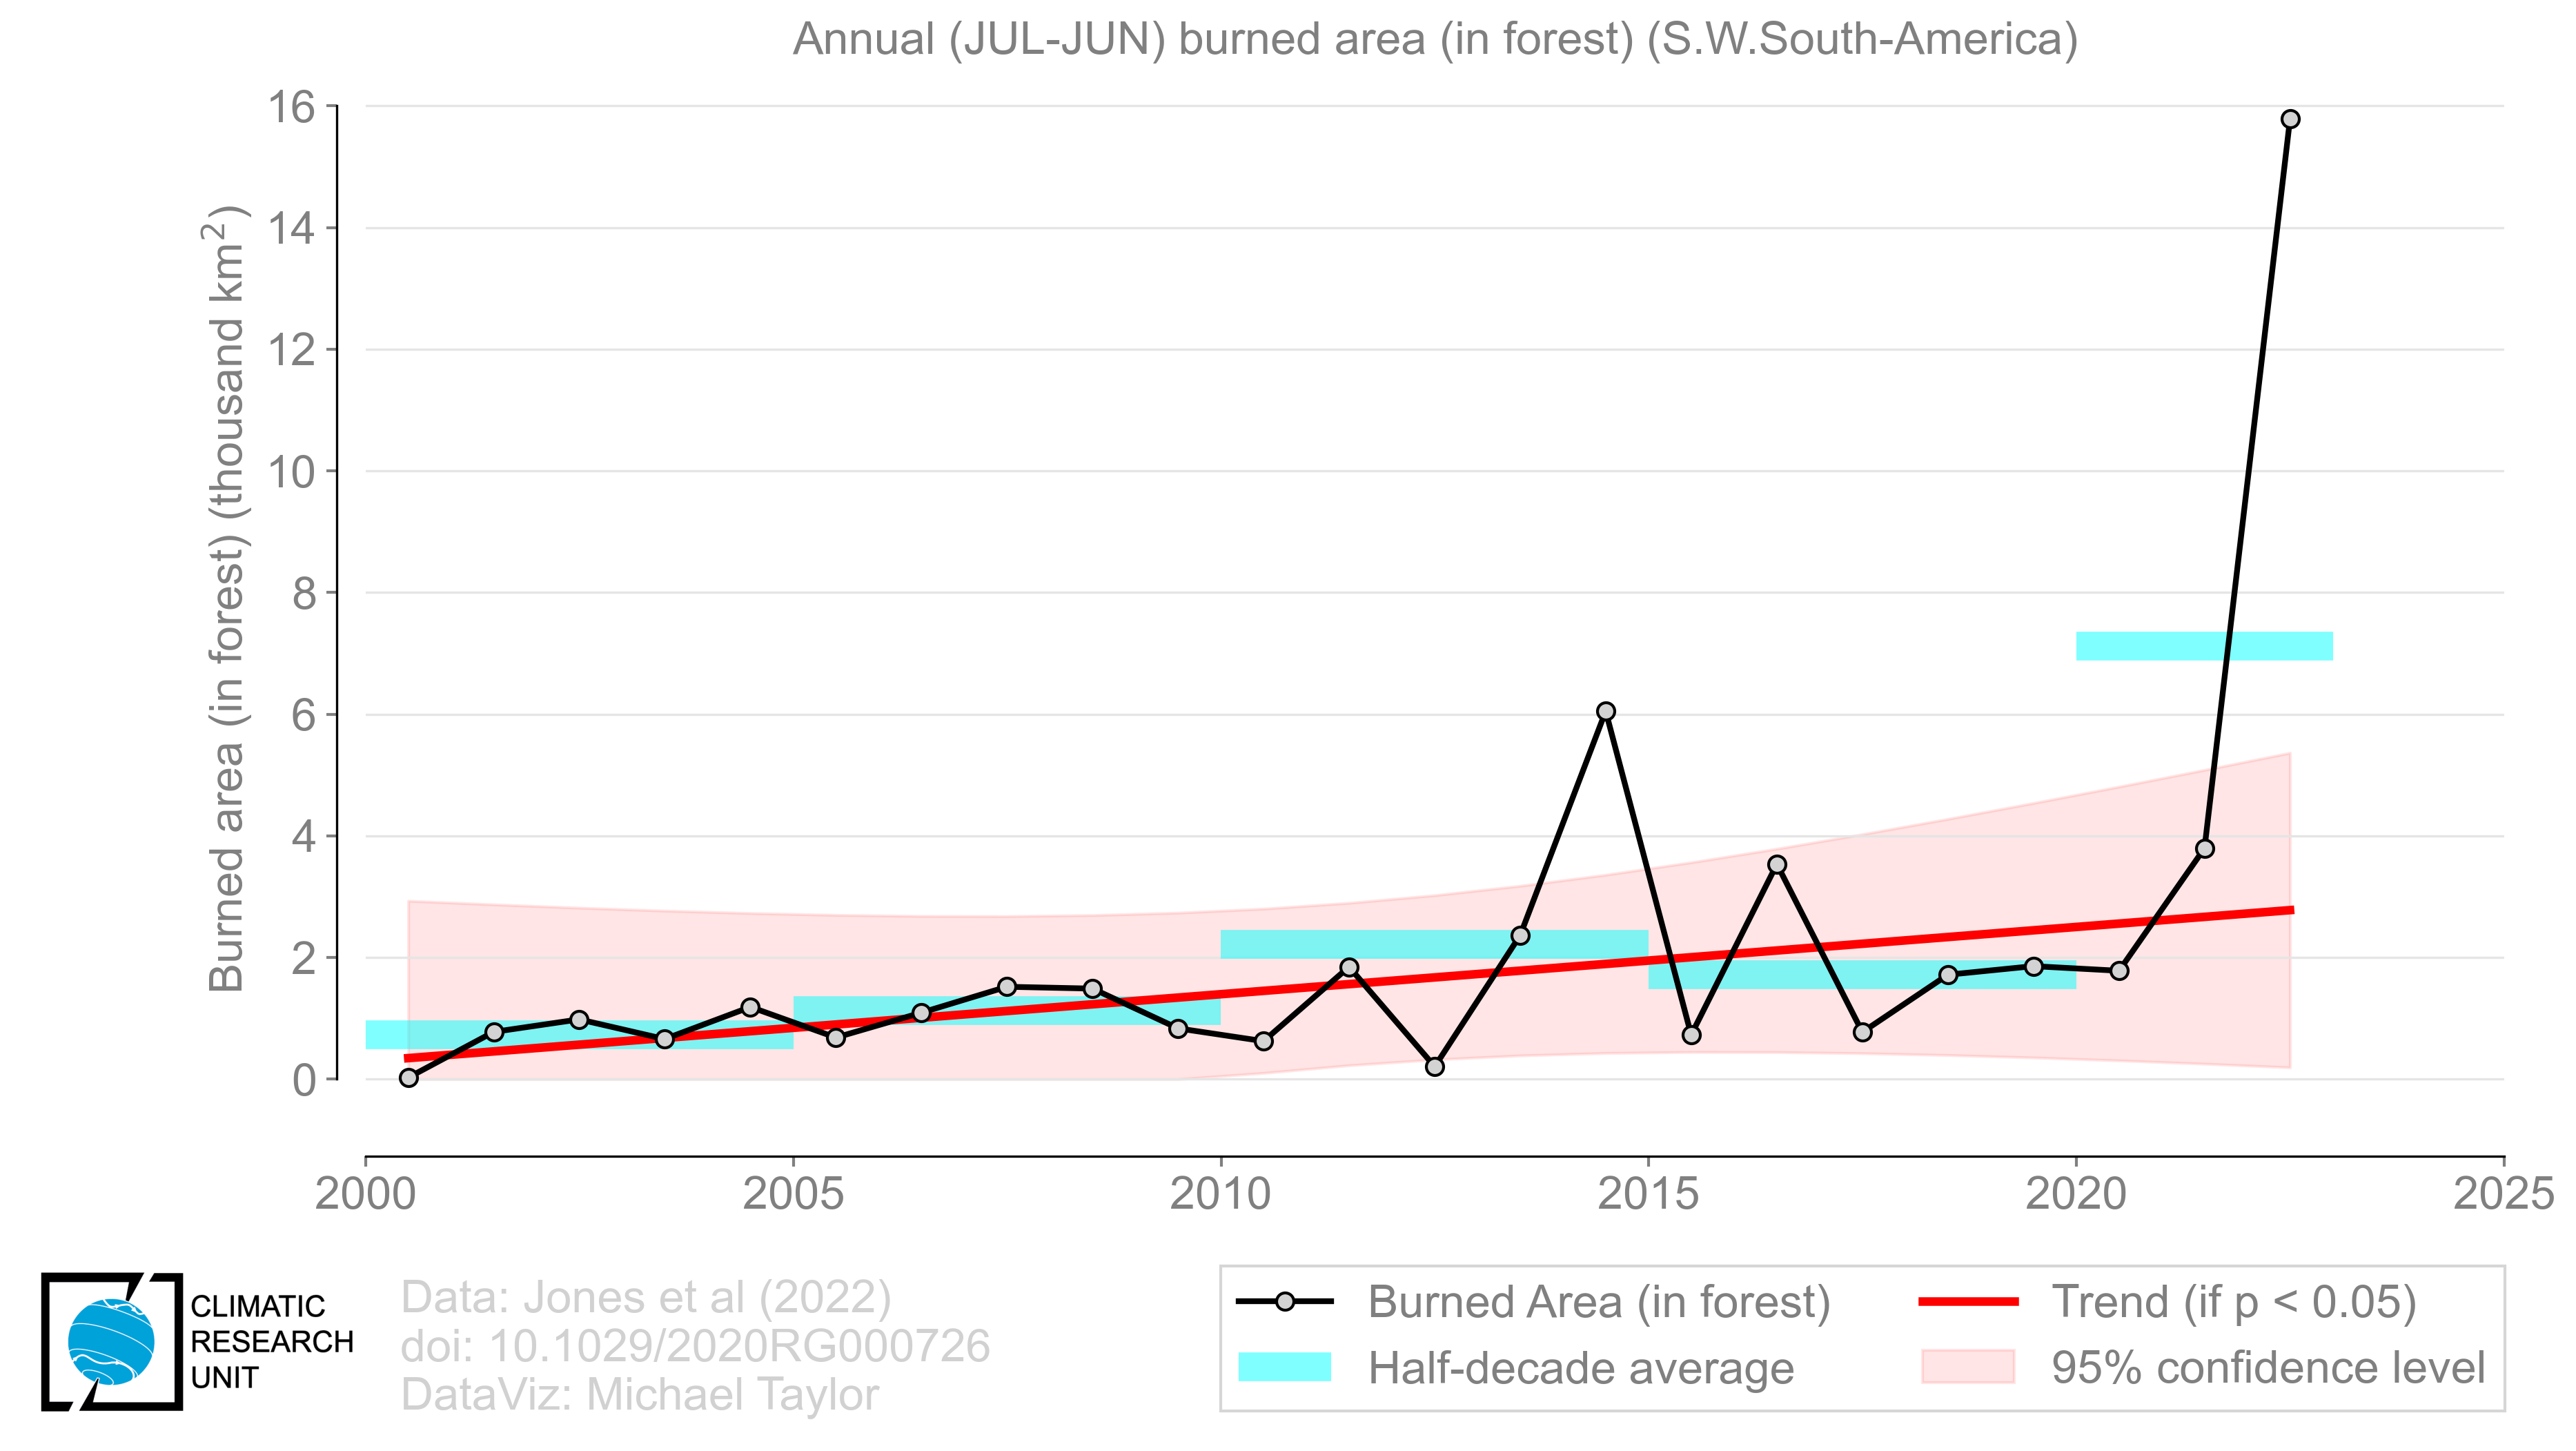 Annual (JUL-JUN) burned area (in forest) (S.W.South-America)
Burned area (in forest) (thousand km²)
16
14
12
10
8
6
4
2
0
2000 2005 2010 2015 2020 2025
CLIMATIC
RESEARCH
UNIT
Data: Jones et al (2022)
doi: 10.1029/2020RG000726
DataViz: Michael Taylor
Burned Area (in forest)
Half-decade average
Trend (if p < 0.05)
95% confidence level